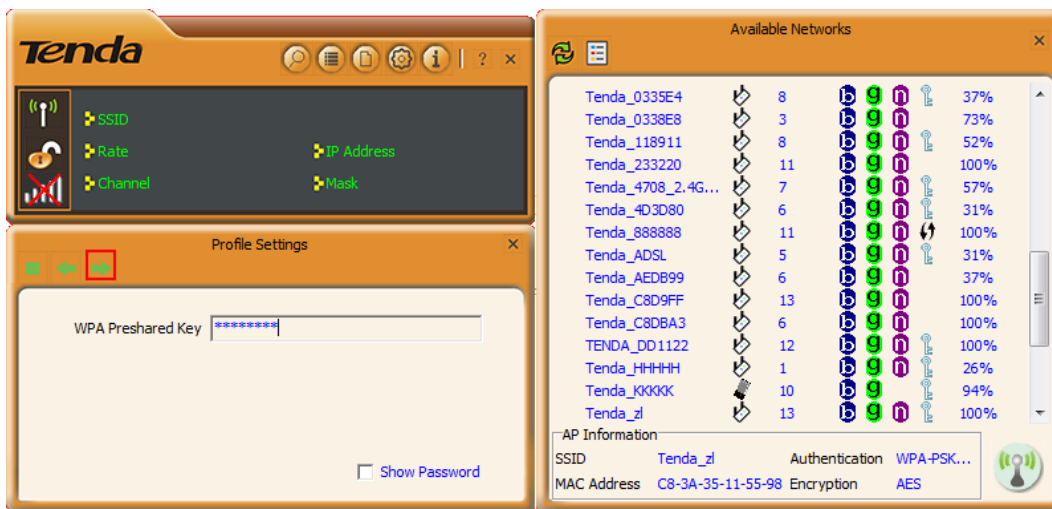 Tenda
? ×
SSID
Rate
IP Address
Channel
Mask
Profile Settings ×
WPA Preshared Key ********
Show Password
Available Networks ×
Tenda_0335E4 8 b g n 37%
Tenda_0338E8 3 b g n 73%
Tenda_118911 8 b g n 52%
Tenda_233220 11 b g n 100%
Tenda_4708_2.4G... 7 b g n 57%
Tenda_4D3D80 6 b g n 31%
Tenda_888888 11 b g n 100%
Tenda_ADSL 5 b g n 31%
Tenda_AEDB99 6 b g n 37%
Tenda_C8D9FF 13 b g n 100%
Tenda_C8DBA3 6 b g n 100%
TENDA_DD1122 12 b g n 100%
Tenda_HHHHH 1 b g n 26%
Tenda_KKKKK 10 b g 94%
Tenda_zl 13 b g n 100%
AP Information
SSID Tenda_zl Authentication WPA-PSK...
MAC Address C8-3A-35-11-55-98 Encryption AES